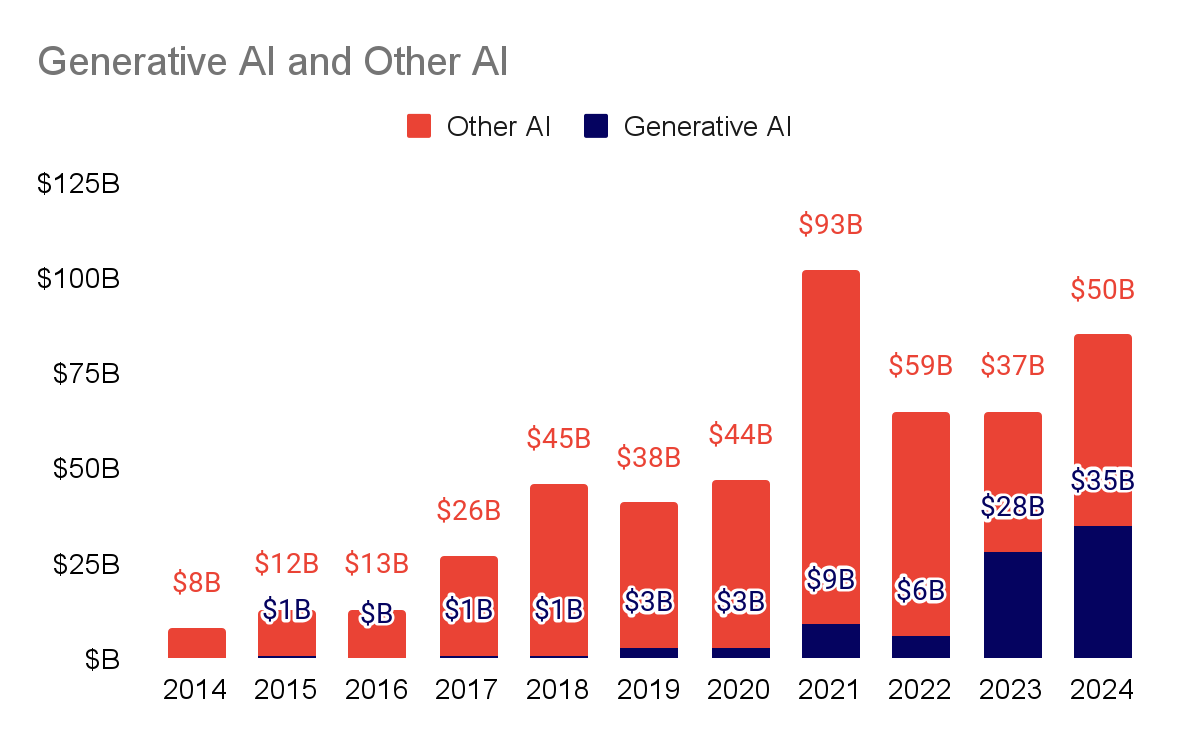 Generative AI and Other AI
Other AI Generative AI
$125B
$100B
$75B
$50B
$25B
$B
$8B
$12B
$1B
$13B
$B
$26B
$1B
$45B
$1B
$38B
$3B
$44B
$3B
$93B
$9B
$59B
$6B
$37B
$28B
$50B
$35B
2014 2015 2016 2017 2018 2019 2020 2021 2022 2023 2024